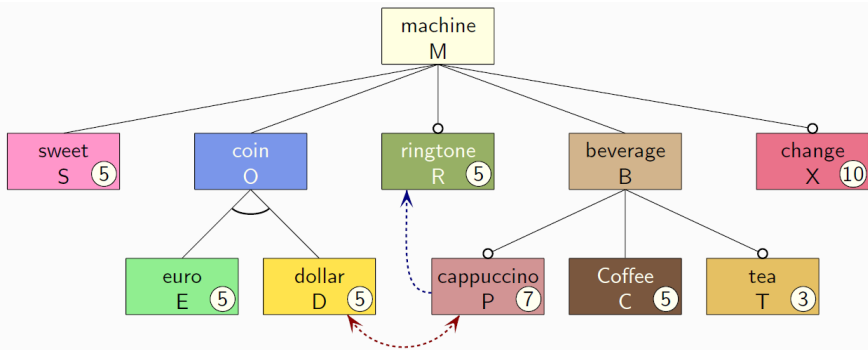 machine
M
sweet
S 5
coin
O
ringtone
R 5
beverage
B
change
X 10
euro
E 5
dollar
D 5
cappuccino
P 7
Coffee
C 5
tea
T 3